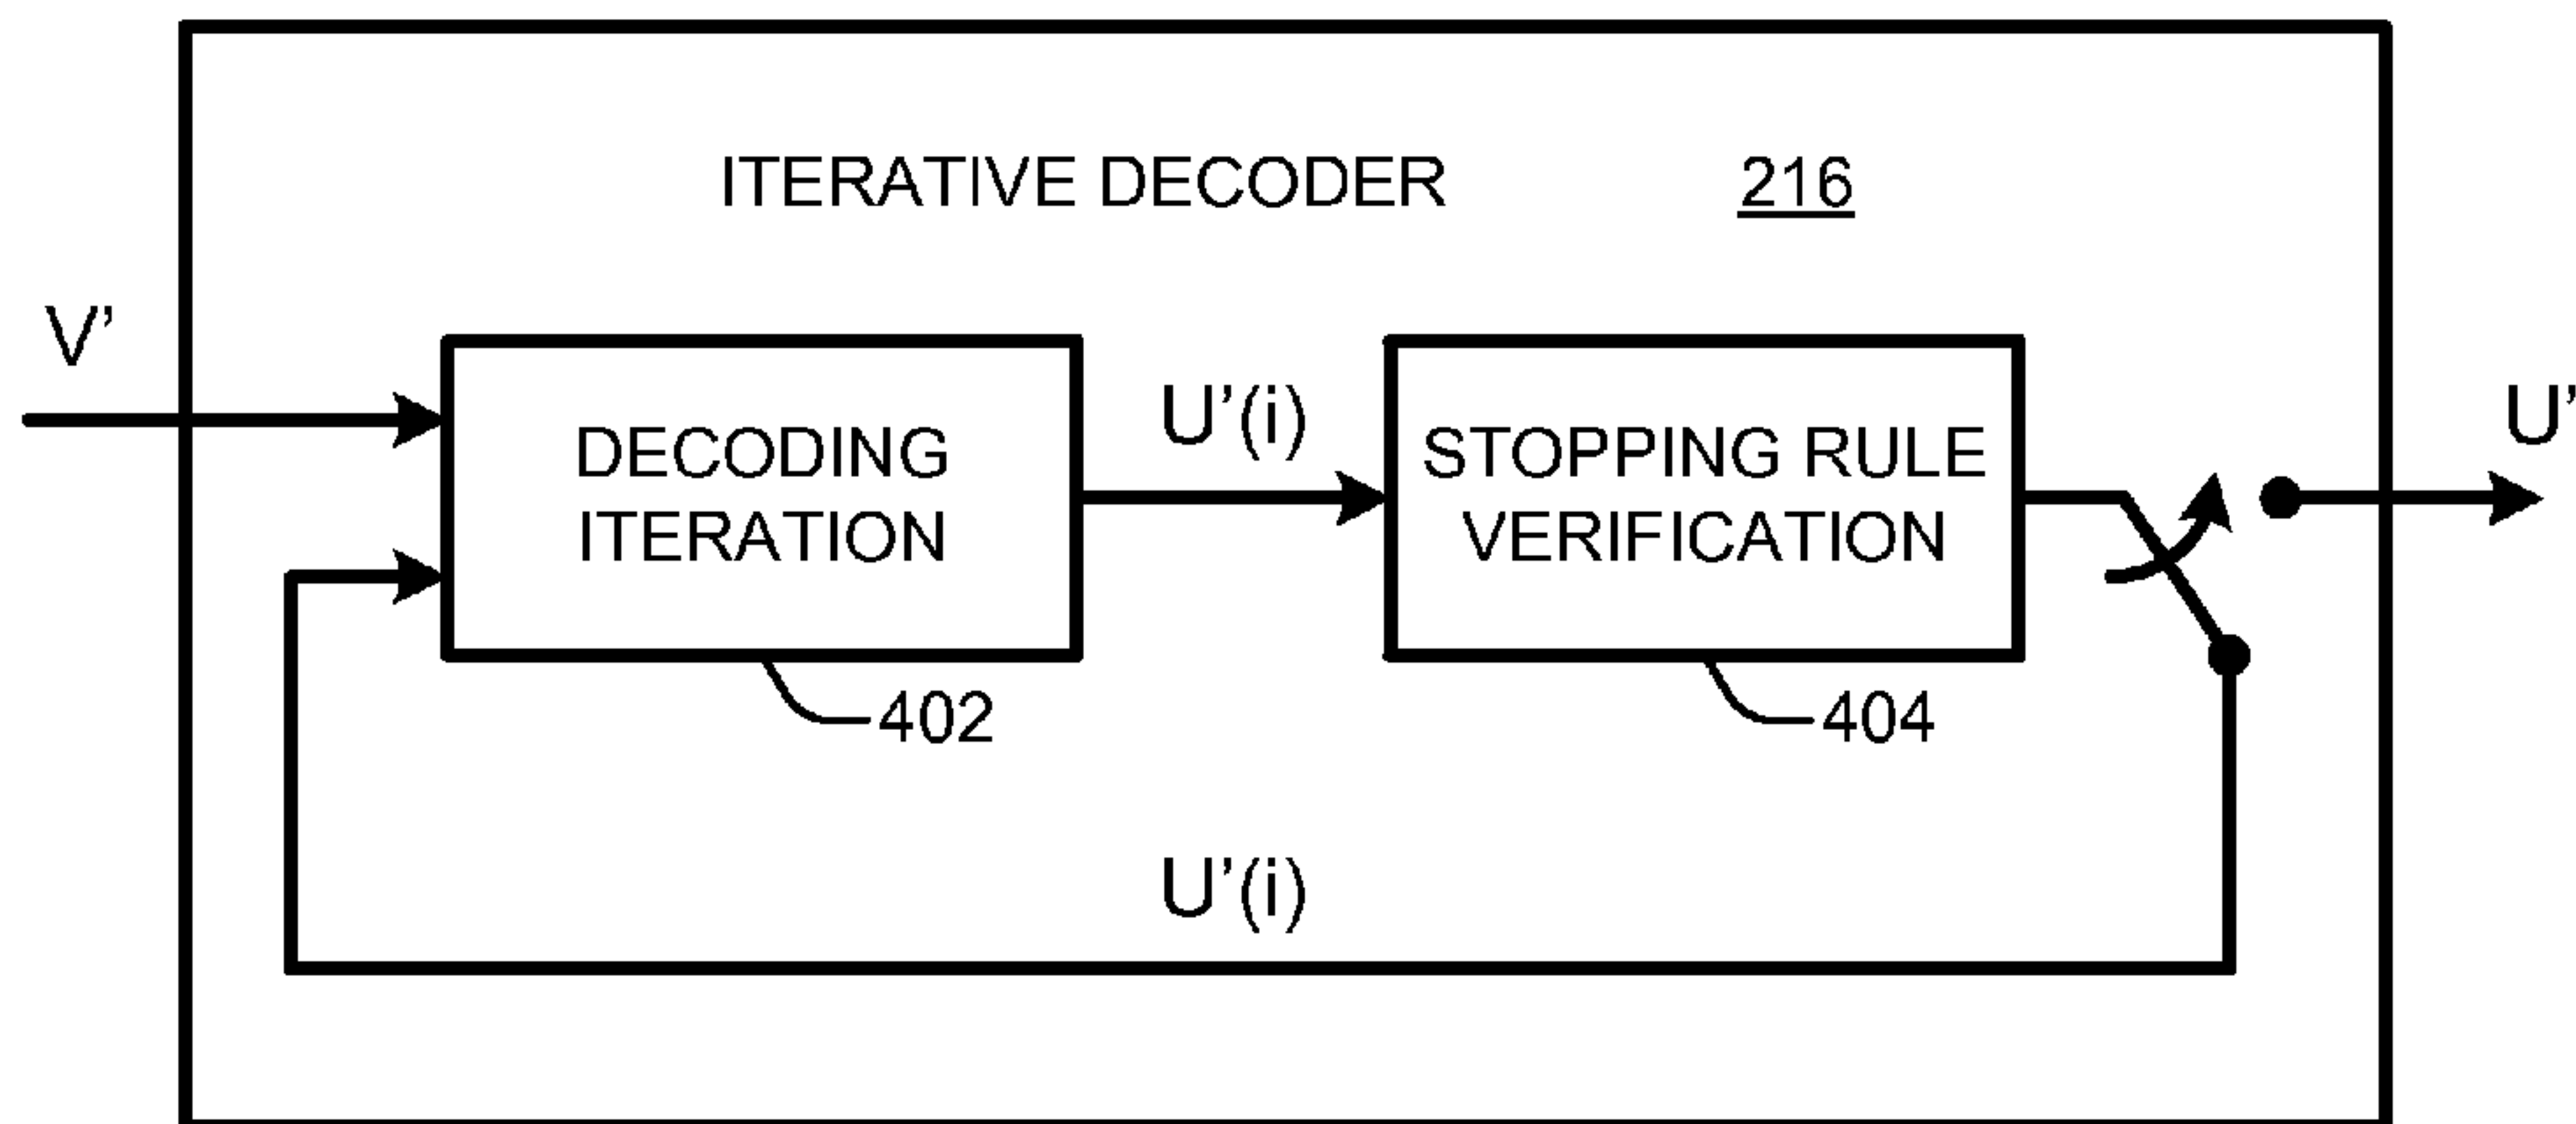 ITERATIVE DECODER 216
V’
DECODING
ITERATION
U’(i)
STOPPING RULE
VERIFICATION
U’
402
404
U’(i)